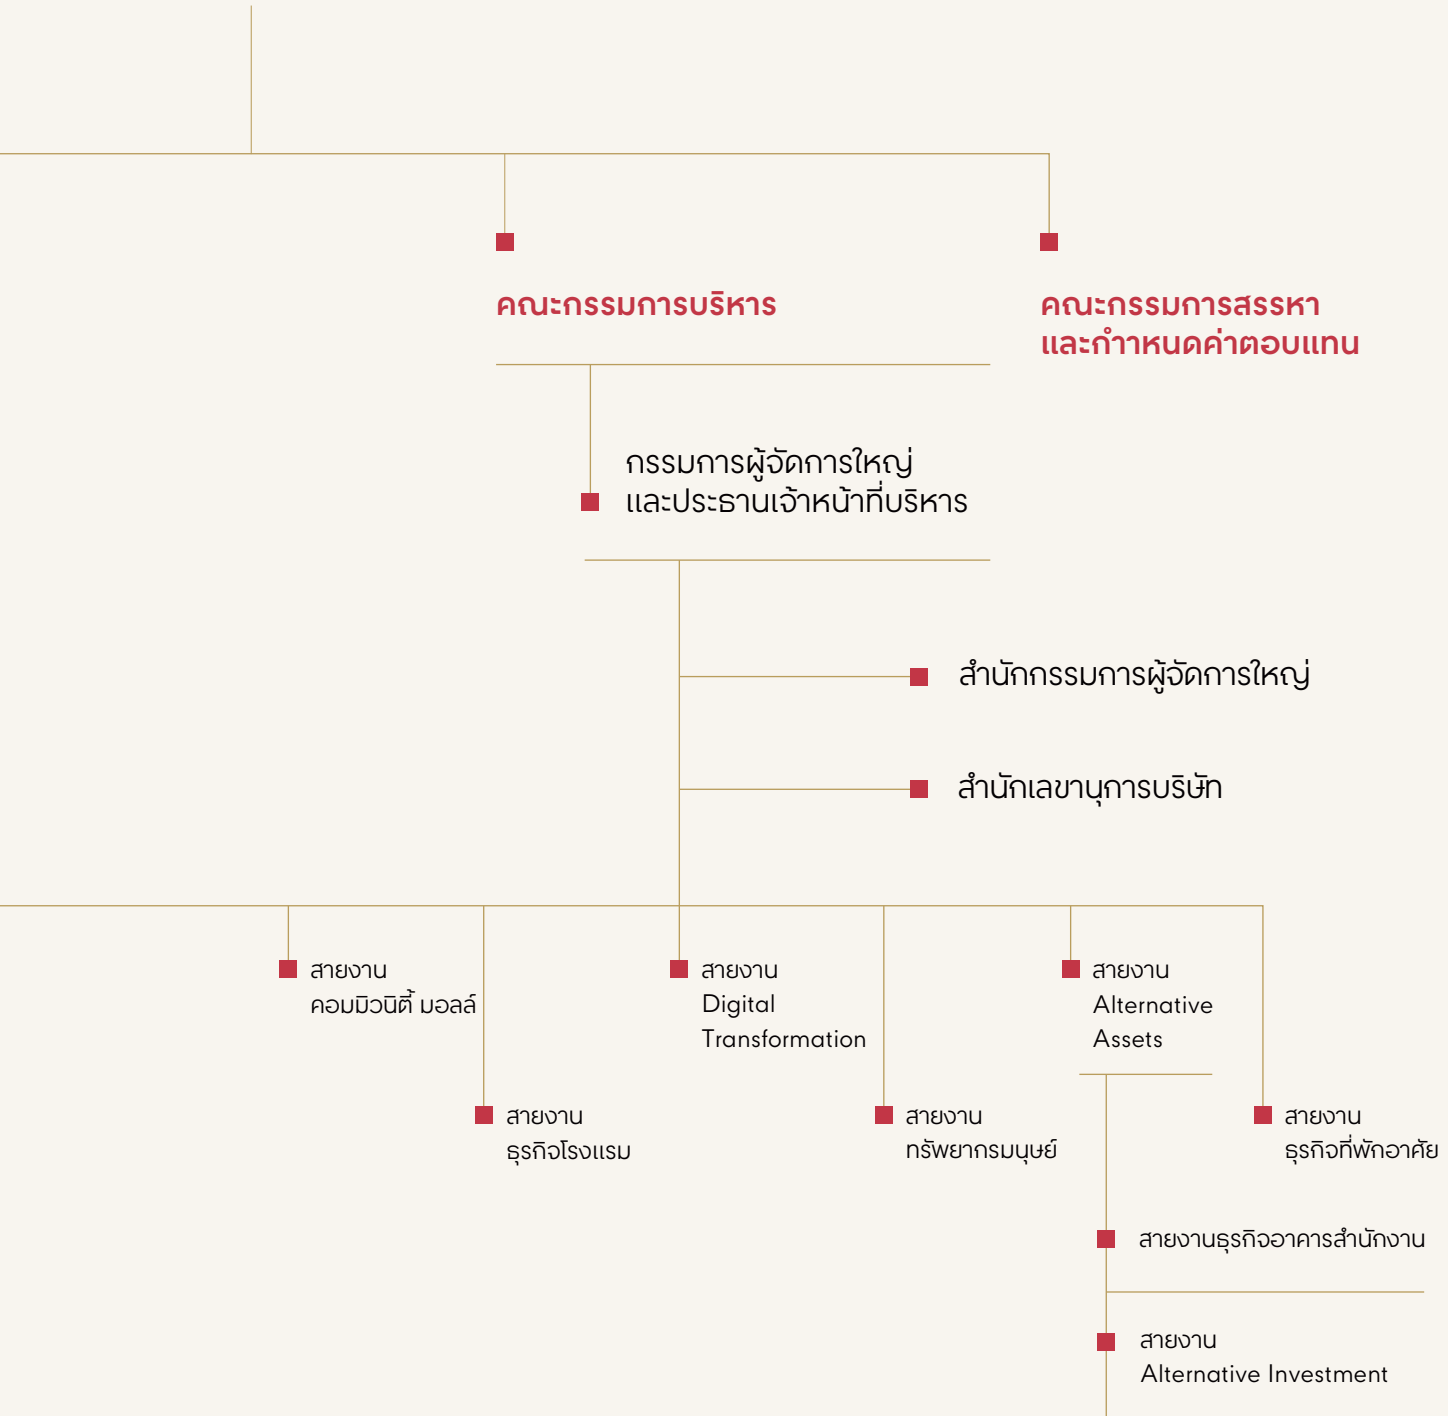 คณะกรรมการบริหาร
คณะกรรมการสรรหา
และกำาหนดค่าตอบแทน
กรรมการผู้จัดการใหญ่
และประธานเจ้าหน้าที่บริหาร
สำนักกรรมการผู้จัดการใหญ่
สำนักเลขานุการบริษัท
สายงาน
คอมมิวนิตี้ มอลล์
สายงาน
Digital
Transformation
สายงาน
Alternative
Assets
สายงาน
ธุรกิจโรงแรม
สายงาน
ทรัพยากรมนุษย์
สายงาน
ธุรกิจที่พักอาศัย
สายงานธุรกิจอาคารสำนักงาน
สายงาน
Alternative Investment